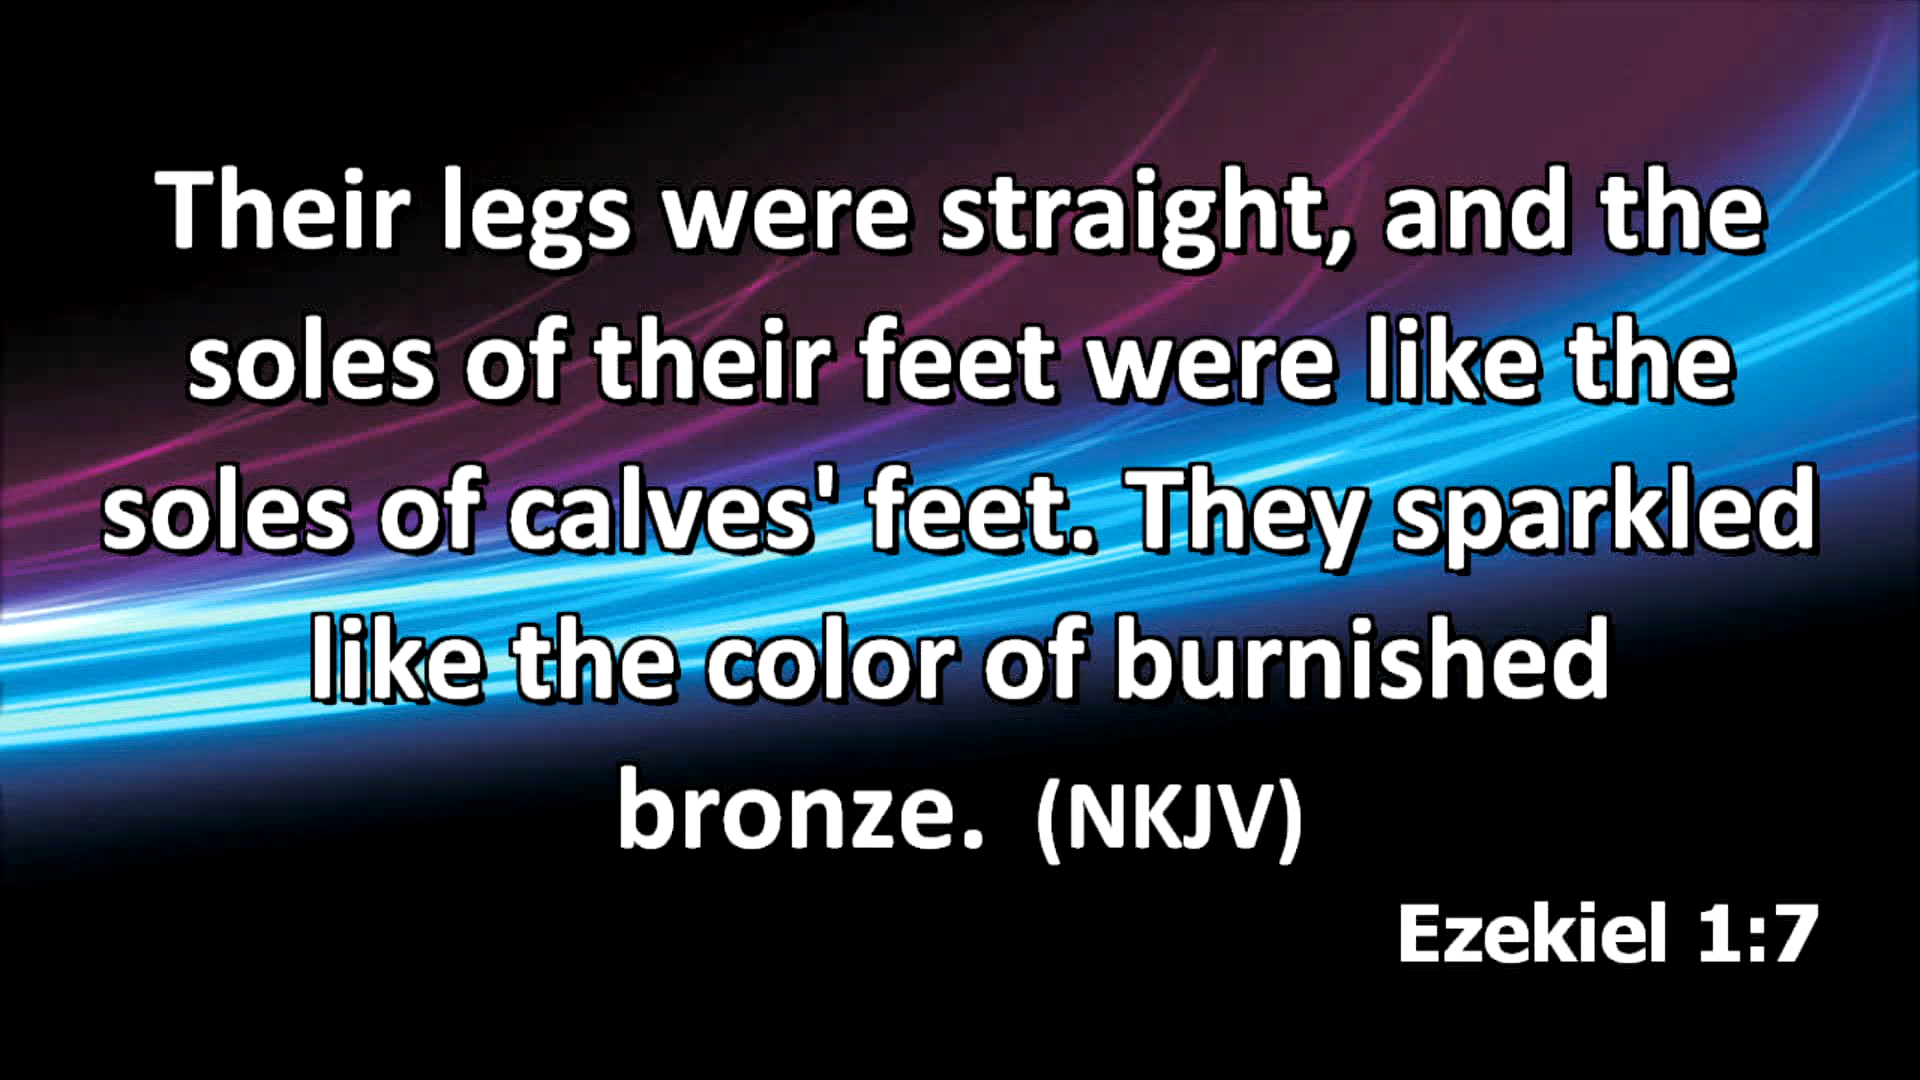 Their legs were straight, and the
soles of their feet were like the
soles of calves' feet. They sparkled
like the color of burnished
bronze. (NKJV)
Ezekiel 1:7